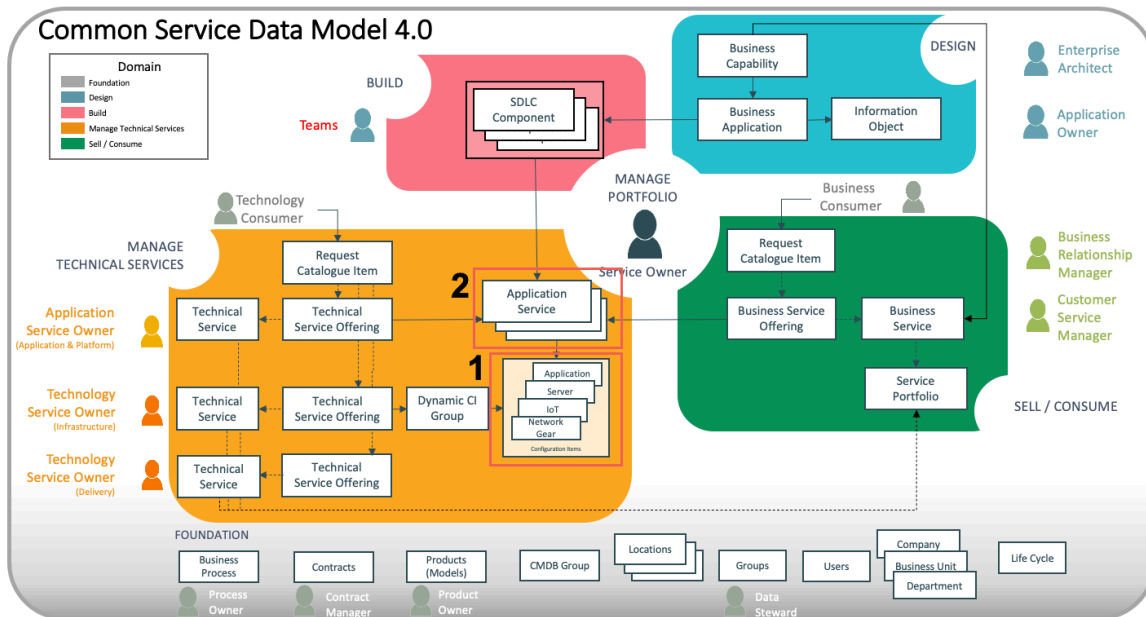 Common Service Data Model 4.0
Domain
Foundation
Design
Build
Manage Technical Services
Sell / Consume
BUILD
Teams
SDLC
Component
DESIGN
Business
Capability
Business
Application
Information
Object
Enterprise
Architect
Application
Owner
MANAGE
PORTFOLIO
Service Owner
Technology
Consumer
Business
Consumer
MANAGE
TECHNICAL SERVICES
Request
Catalogue Item
Application
Service Owner
(Application & Platform)
Technical
Service
Technical
Service Offering
2
Application
Service
1
Application
Server
IoT
Network
Gear
Configuration Items
Technology
Service Owner
(Infrastructure)
Technical
Service
Technical
Service Offering
Dynamic CI
Group
Technology
Service Owner
(Delivery)
Technical
Service
Technical
Service Offering
Request
Catalogue Item
Business Service
Offering
Business
Service
Service
Portfolio
SELL / CONSUME
Business
Relationship
Manager
Customer
Service
Manager
FOUNDATION
Business
Process
Contracts
Products
(Models)
CMDB Group
Locations
Groups
Users
Company
Business Unit
Department
Life Cycle
Process
Owner
Contract
Manager
Product
Owner
Data
Steward